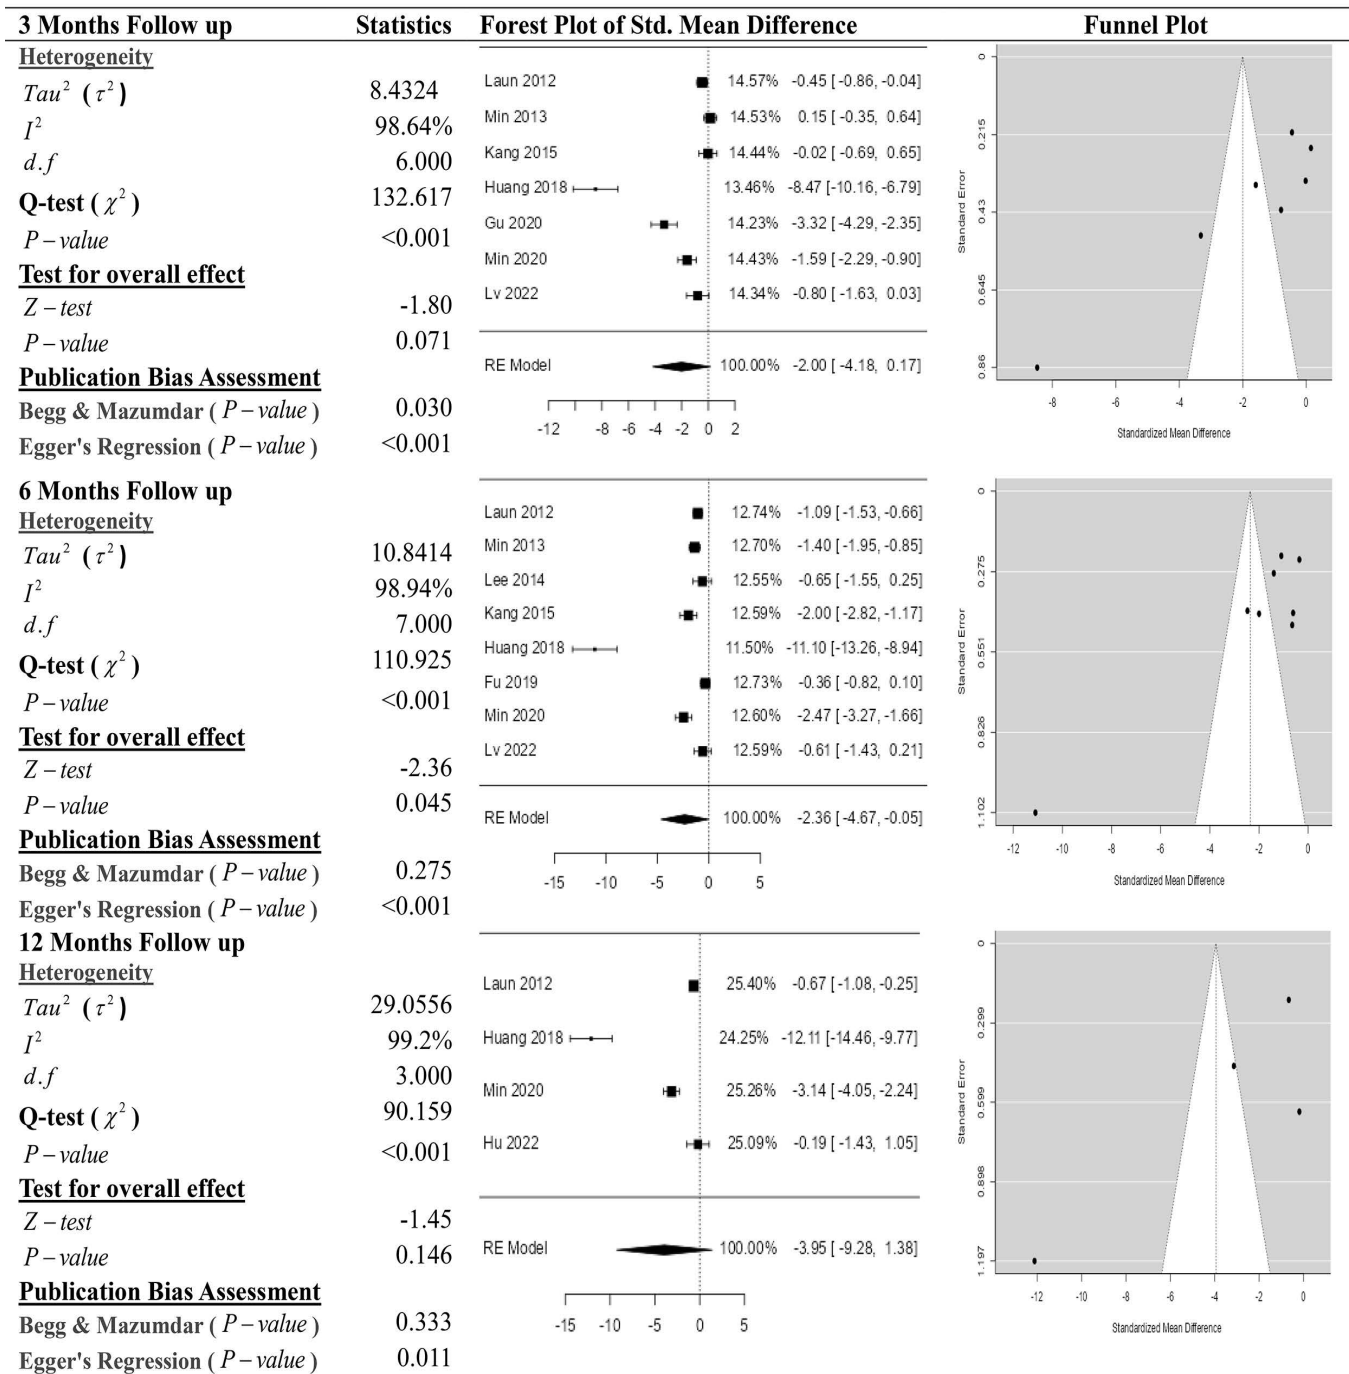 3 Months Follow up Statistics Forest Plot of Std. Mean Difference Funnel Plot
Heterogeneity
Tau² (τ²) 8.4324
I² 98.64%
d.f 6.000
Q-test (χ²) 132.617
P – value <0.001
Test for overall effect
Z – test -1.80
P – value 0.071
Publication Bias Assessment
Begg & Mazumdar ( P – value ) 0.030
Egger's Regression ( P – value ) <0.001
Laun 2012 14.57% -0.45 [ -0.86, -0.04]
Min 2013 14.53% 0.15 [ -0.35, 0.64]
Kang 2015 14.44% -0.02 [ -0.69, 0.65]
Huang 2018 13.46% -8.47 [-10.16, -6.79]
Gu 2020 14.23% -3.32 [ -4.29, -2.35]
Min 2020 14.43% -1.59 [ -2.29, -0.90]
Lv 2022 14.34% -0.80 [ -1.63, 0.03]
RE Model 100.00% -2.00 [ -4.18, 0.17]
-12 -8 -6 -4 -2 0 2
Standard Error
0
0.215
0.43
0.645
0.86
-8 -6 -4 -2 0
Standardized Mean Difference
6 Months Follow up
Heterogeneity
Tau² (τ²) 10.8414
I² 98.94%
d.f 7.000
Q-test (χ²) 110.925
P – value <0.001
Test for overall effect
Z – test -2.36
P – value 0.045
Publication Bias Assessment
Begg & Mazumdar ( P – value ) 0.275
Egger's Regression ( P – value ) <0.001
Laun 2012 12.74% -1.09 [ -1.53, -0.66]
Min 2013 12.70% -1.40 [ -1.95, -0.85]
Lee 2014 12.55% -0.65 [ -1.55, 0.25]
Kang 2015 12.59% -2.00 [ -2.82, -1.17]
Huang 2018 11.50% -11.10 [-13.26, -8.94]
Fu 2019 12.73% -0.36 [ -0.82, 0.10]
Min 2020 12.60% -2.47 [ -3.27, -1.66]
Lv 2022 12.59% -0.61 [ -1.43, 0.21]
RE Model 100.00% -2.36 [ -4.67, -0.05]
-15 -10 -5 0 5
Standard Error
0
0.275
0.551
0.826
1.102
-12 -10 -8 -6 -4 -2 0
Standardized Mean Difference
12 Months Follow up
Heterogeneity
Tau² (τ²) 29.0556
I² 99.2%
d.f 3.000
Q-test (χ²) 90.159
P – value <0.001
Test for overall effect
Z – test -1.45
P – value 0.146
Publication Bias Assessment
Begg & Mazumdar ( P – value ) 0.333
Egger's Regression ( P – value ) 0.011
Laun 2012 25.40% -0.67 [ -1.08, -0.25]
Huang 2018 24.25% -12.11 [-14.46, -9.77]
Min 2020 25.26% -3.14 [ -4.05, -2.24]
Hu 2022 25.09% -0.19 [ -1.43, 1.05]
RE Model 100.00% -3.95 [ -9.28, 1.38]
-15 -10 -5 0 5
Standard Error
0
0.299
0.599
0.898
1.197
-12 -10 -8 -6 -4 -2 0
Standardized Mean Difference